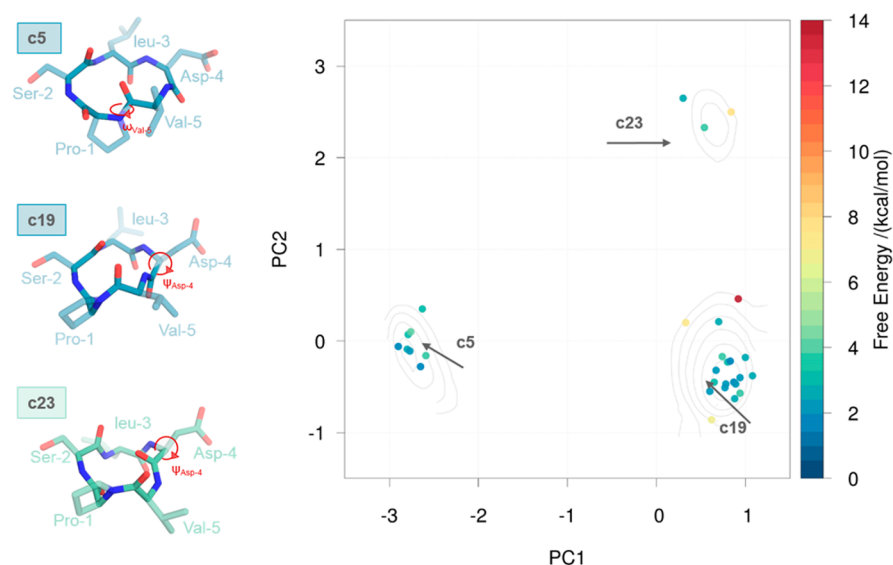 c5
leu-3
Asp-4
Ser-2
ωVal-5
Val-5
Pro-1
c19
leu-3
Ser-2
Asp-4
ΨAsp-4
Pro-1
Val-5
c23
leu-3
Ser-2
Asp-4
ΨAsp-4
Pro-1
Val-5
PC2
3
2
1
0
-1
c23
c5
c19
-3
-2
-1
0
1
PC1
14
12
10
8
6
4
2
0
Free Energy /(kcal/mol)